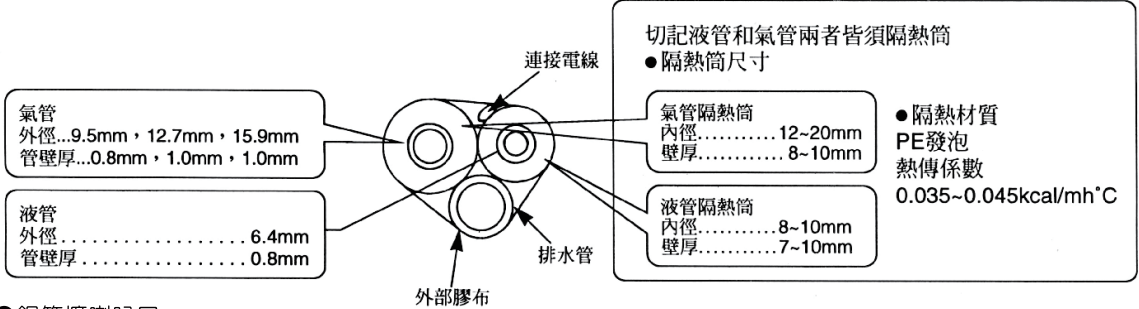 切記液管和氣管兩者皆須隔熱筒
●隔熱筒尺寸
連接電線
氣管
外徑...9.5mm，12.7mm，15.9mm
管壁厚...0.8mm，1.0mm，1.0mm
氣管隔熱筒
內徑...........12~20mm
壁厚............8~10mm
●隔熱材質
PE發泡
熱傳係數
0.035~0.045kcal/mh°C
液管
外徑...................6.4mm
管壁厚.................0.8mm
液管隔熱筒
內徑...........8~10mm
壁厚...........7~10mm
排水管
外部膠布